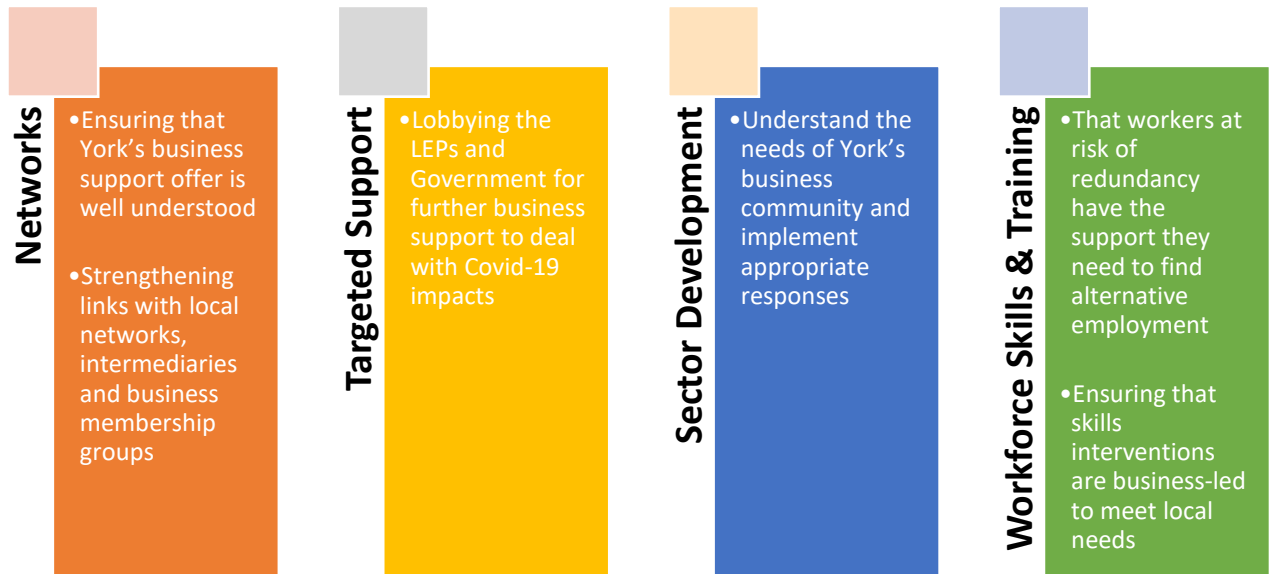 Networks
•Ensuring that
York's business
support offer is
well understood
•Strengthening
links with local
networks,
intermediaries
and business
membership
groups
Targeted Support
•Lobbying the
LEPs and
Government for
further business
support to deal
with Covid-19
impacts
Sector Development
•Understand the
needs of York's
business
community and
implement
appropriate
responses
Workforce Skills & Training
•That workers at
risk of
redundancy
have the
support they
need to find
alternative
employment
•Ensuring that
skills
interventions
are business-led
to meet local
needs